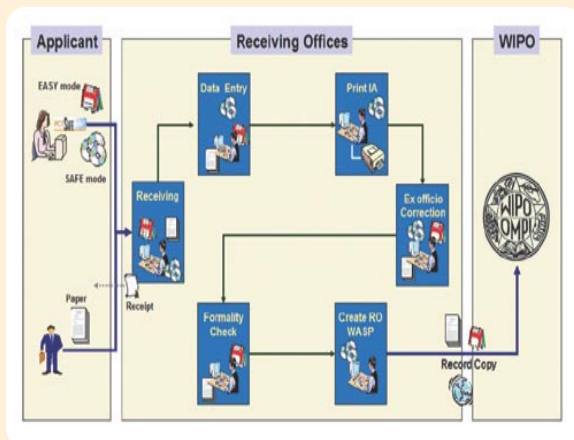 Applicant
Receiving Offices
WIPO
EASY mode
SAFE mode
Data Entry
Print IA
Receiving
Ex officio
Correction
WIPO
OMPI
Paper
Receipt
Formality
Check
Create RO
WASP
Record Copy